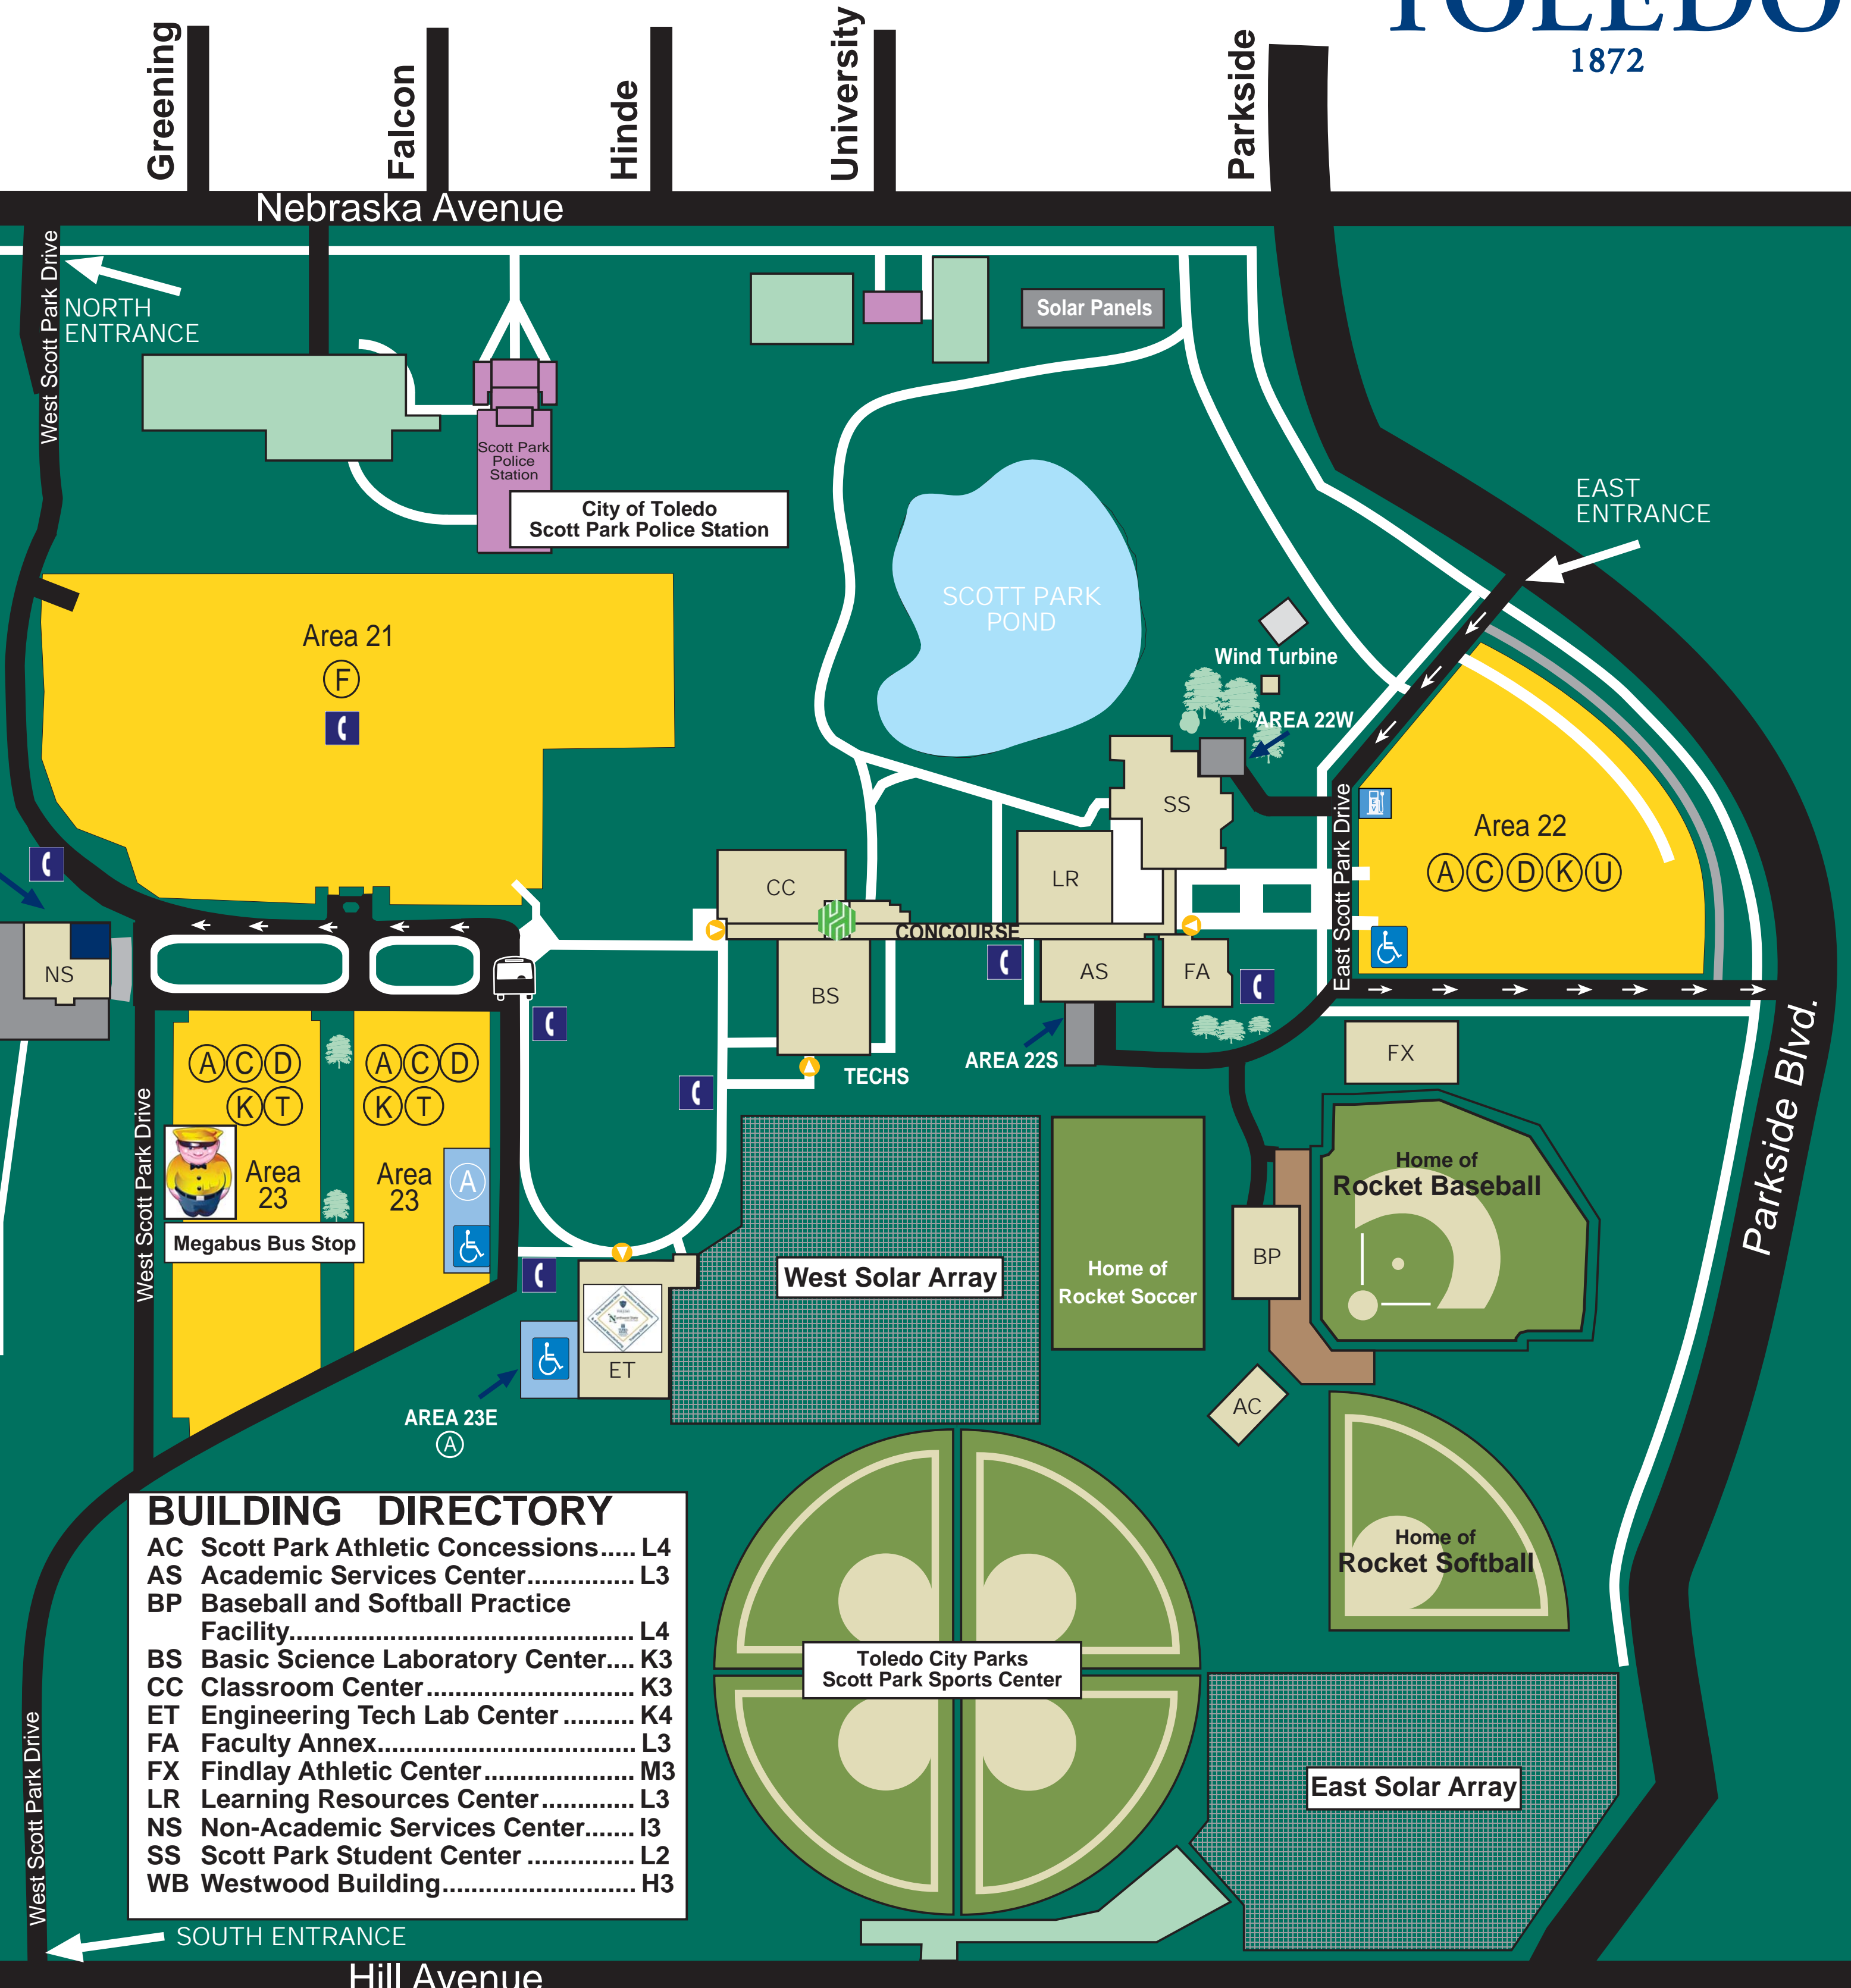 TOLEDO
1872
Greening
Falcon
Hinde
University
Parkside
Nebraska Avenue
West Scott Park Drive
NORTH
ENTRANCE
Solar Panels
Scott Park
Police
Station
City of Toledo
Scott Park Police Station
EAST
ENTRANCE
SCOTT PARK
POND
Area 21
F
Wind Turbine
AREA 22W
SS
East Scott Park Drive
EV
Area 22
A C D K U
CC
LR
CONCOURSE
NS
BS
AS
FA
AREA 22S
TECHS
FX
Parkside Blvd.
A C D
K T
A C D
K T
West Scott Park Drive
Area
23
Area
23
A
Megabus Bus Stop
Home of
Rocket Baseball
BP
West Solar Array
Home of
Rocket Soccer
ET
AREA 23E
A
AC
Home of
Rocket Softball
BUILDING DIRECTORY
AC Scott Park Athletic Concessions..... L4
AS Academic Services Center............... L3
BP Baseball and Softball Practice
Facility................................................ L4
BS Basic Science Laboratory Center.... K3
CC Classroom Center............................. K3
ET Engineering Tech Lab Center.......... K4
FA Faculty Annex.................................... L3
FX Findlay Athletic Center..................... M3
LR Learning Resources Center............. L3
NS Non-Academic Services Center....... I3
SS Scott Park Student Center............... L2
WB Westwood Building........................... H3
Toledo City Parks
Scott Park Sports Center
East Solar Array
West Scott Park Drive
SOUTH ENTRANCE
Hill Avenue